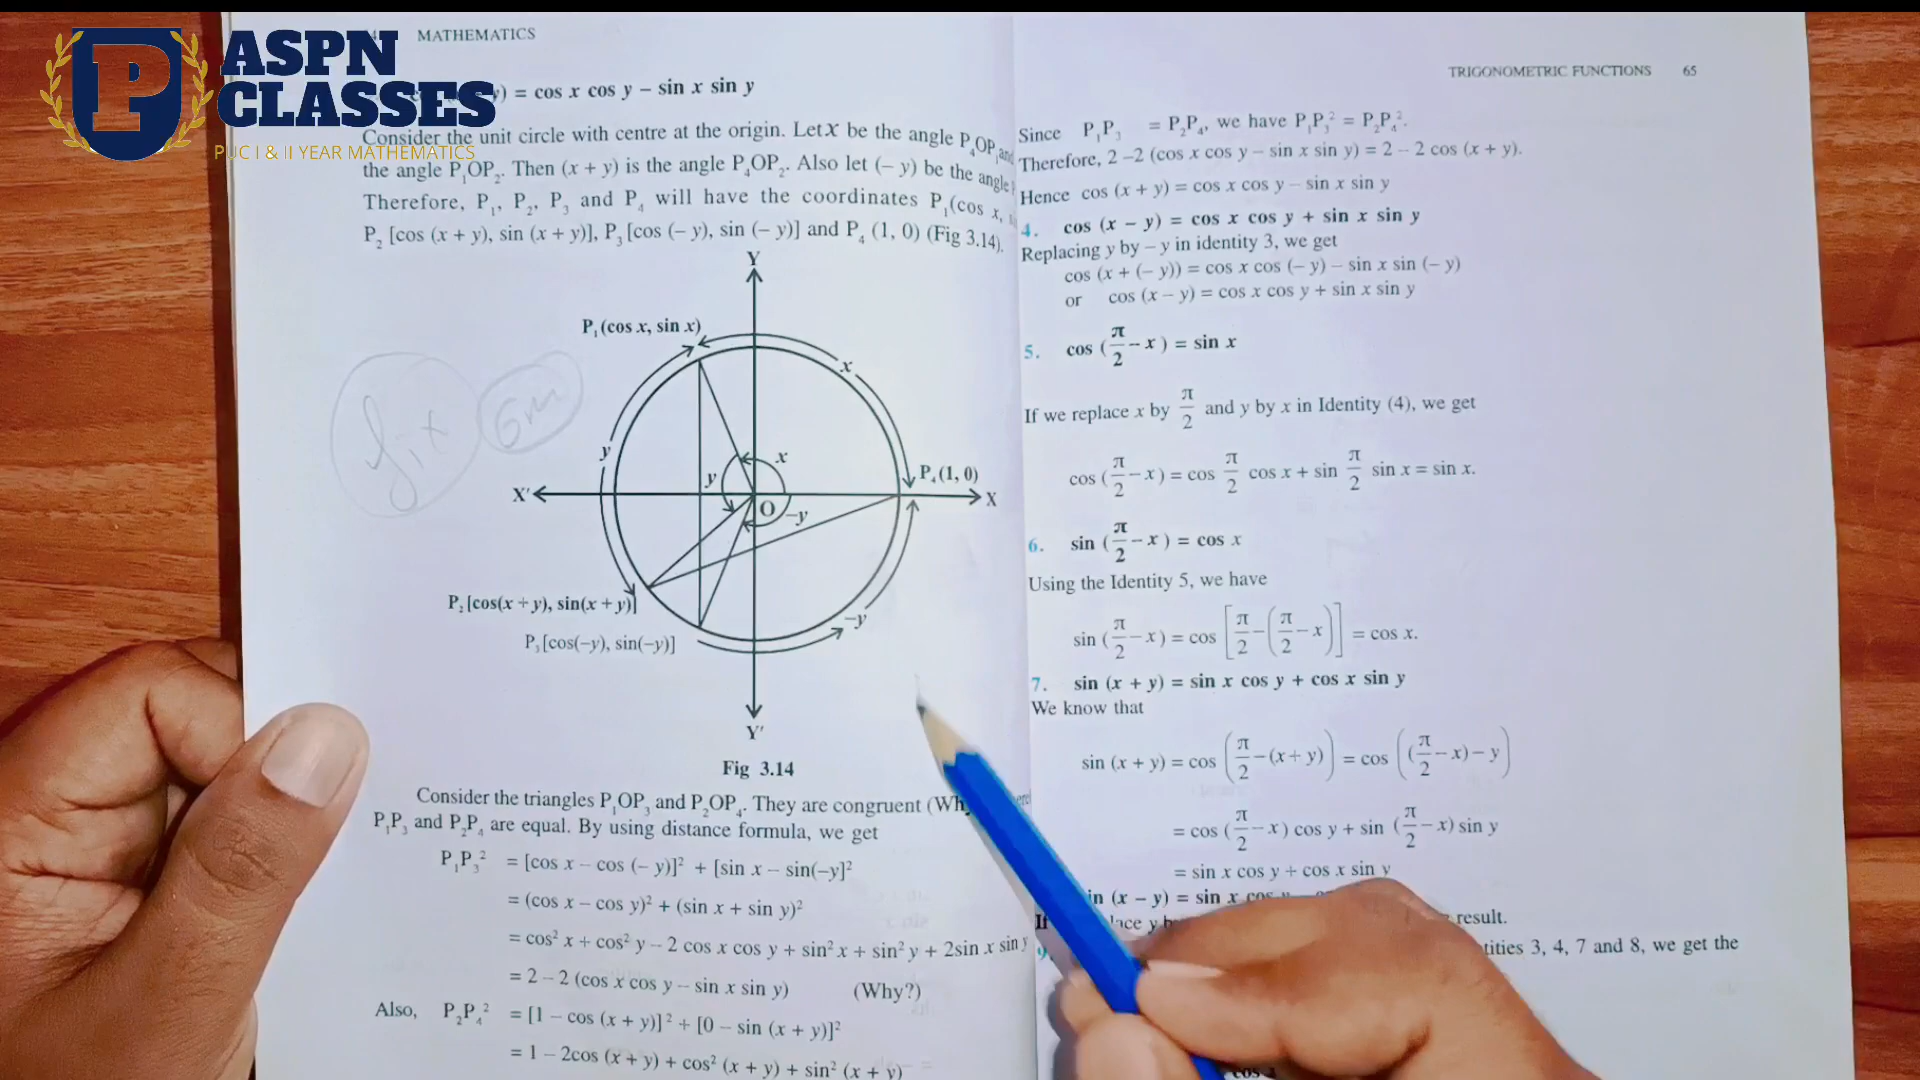 ASPN
CLASSES
PUC I & II YEAR MATHEMATICS
MATHEMATICS
y) = cos x cos y – sin x sin y
Consider the unit circle with centre at the origin. Let x be the angle P₄OP₁ and
the angle P₁OP₂. Then (x + y) is the angle P₄OP₂. Also let (– y) be the angle
Therefore, P₁, P₂, P₃ and P₄ will have the coordinates P₁(cos x,
P₂ [cos (x + y), sin (x + y)], P₃ [cos (– y), sin (– y)] and P₄ (1, 0) (Fig 3.14).
Y
P₁(cos x, sin x)
x
y
x
y
P₄(1, 0)
X′
O
X
–y
P₂[cos(x + y), sin(x + y)]
–y
P₃[cos(–y), sin(–y)]
Y′
Fig 3.14
fix
5m
Consider the triangles P₁OP₃ and P₂OP₄. They are congruent (Wh
P₁P₃ and P₂P₄ are equal. By using distance formula, we get
P₁P₃² = [cos x – cos (– y)]² + [sin x – sin(–y]²
= (cos x – cos y)² + (sin x + sin y)²
= cos² x + cos² y – 2 cos x cos y + sin² x + sin² y + 2sin x sin y
= 2 – 2 (cos x cos y – sin x sin y) (Why?)
Also, P₂P₄² = [1 – cos (x + y)]² + [0 – sin (x + y)]²
= 1 – 2cos (x + y) + cos² (x + y) + sin² (x + y)
TRIGONOMETRIC FUNCTIONS 65
Since P₁P₃ = P₂P₄, we have P₁P₃² = P₂P₄².
Therefore, 2 –2 (cos x cos y – sin x sin y) = 2 – 2 cos (x + y).
Hence cos (x + y) = cos x cos y – sin x sin y
4. cos (x – y) = cos x cos y + sin x sin y
Replacing y by – y in identity 3, we get
cos (x + (– y)) = cos x cos (– y) – sin x sin (– y)
or cos (x – y) = cos x cos y + sin x sin y
5. cos (π/2 – x) = sin x
If we replace x by π/2 and y by x in Identity (4), we get
cos (π/2 – x) = cos π/2 cos x + sin π/2 sin x = sin x.
6. sin (π/2 – x) = cos x
Using the Identity 5, we have
sin (π/2 – x) = cos [π/2 – (π/2 – x)] = cos x.
7. sin (x + y) = sin x cos y + cos x sin y
We know that
sin (x + y) = cos (π/2 – (x + y)) = cos ((π/2 – x) – y)
= cos (π/2 – x) cos y + sin (π/2 – x) sin y
= sin x cos y + cos x sin y
in (x – y) = sin x cos
If lace y result.
9. tities 3, 4, 7 and 8, we get the
cos